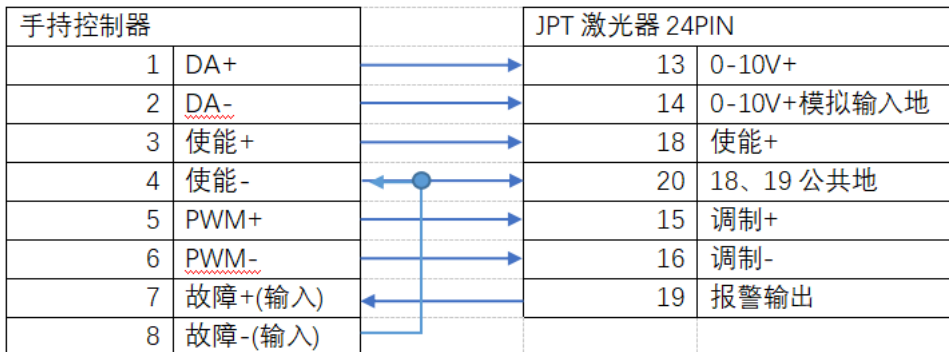 手持控制器 JPT 激光器 24PIN
1 DA+ 13 0-10V+
2 DA- 14 0-10V+模拟输入地
3 使能+ 18 使能+
4 使能- 20 18、19 公共地
5 PWM+ 15 调制+
6 PWM- 16 调制-
7 故障+(输入) 19 报警输出
8 故障-(输入)